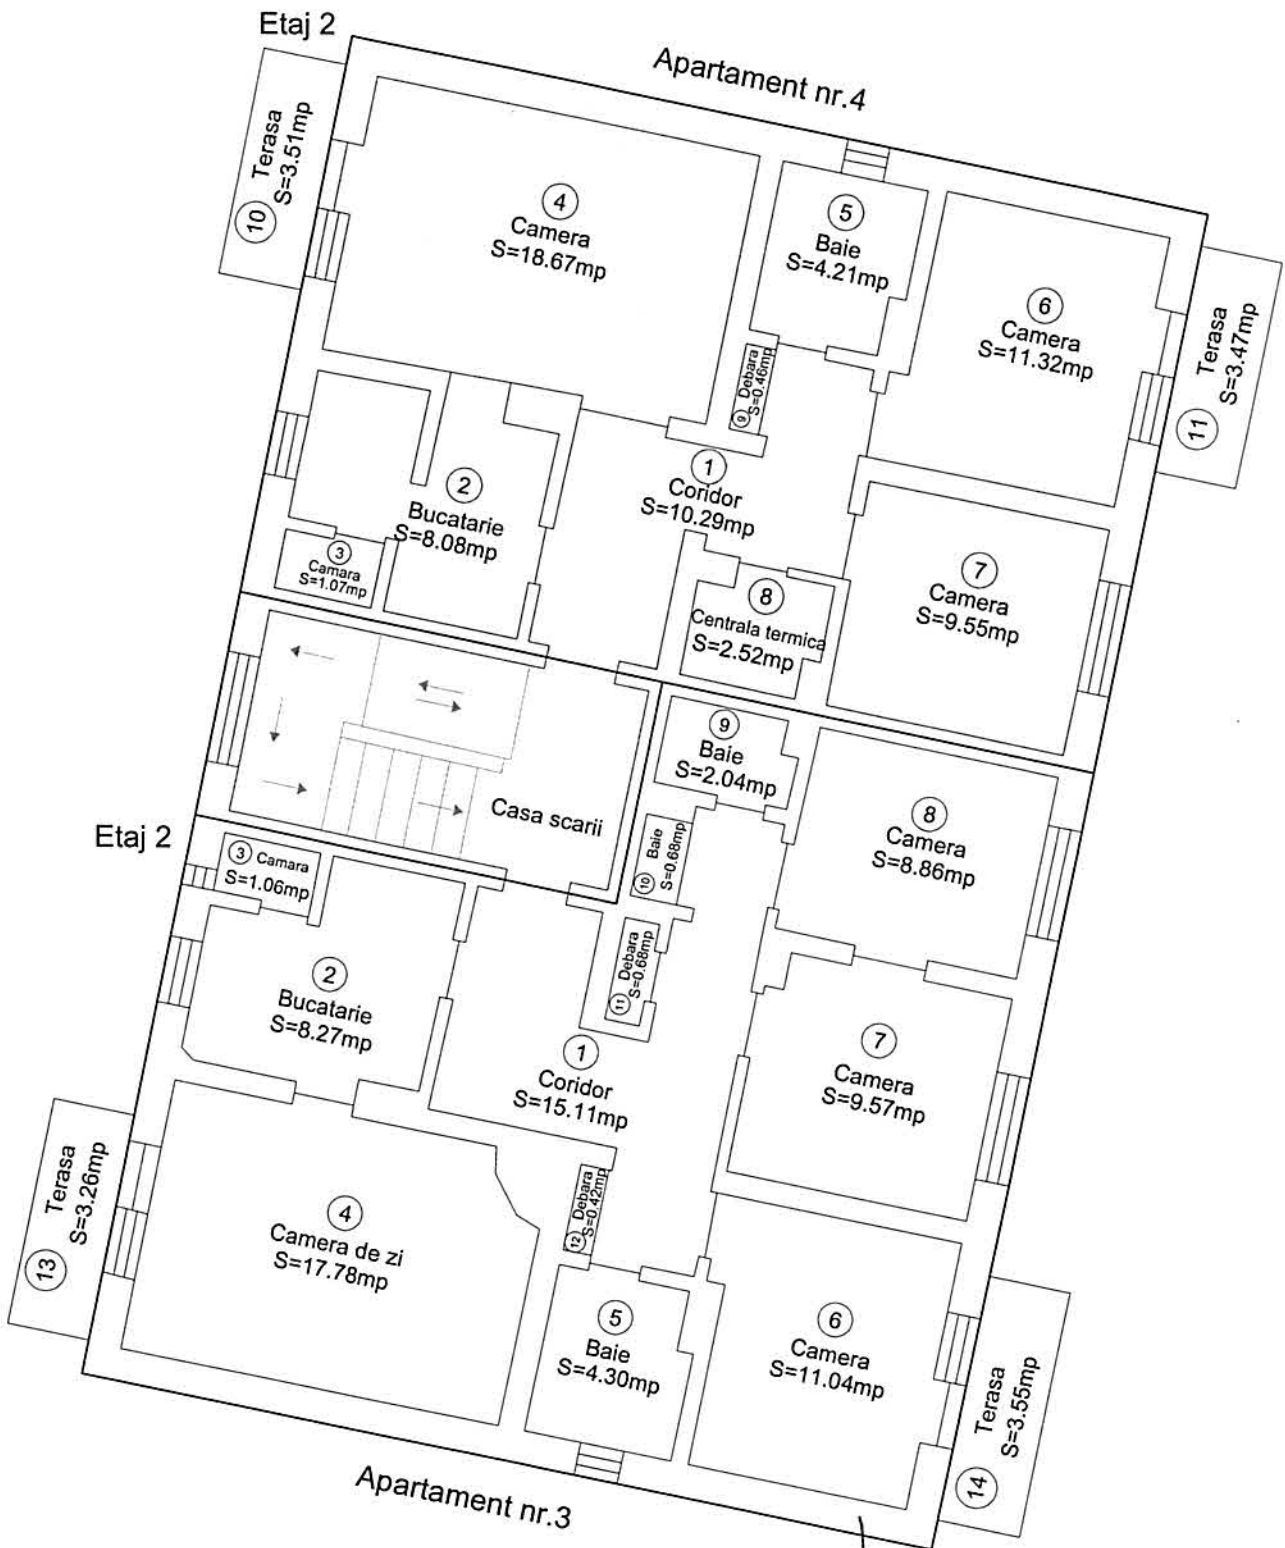 Etaj 2
Apartament nr.4
10
Terasa
S=3.51mp
4
Camera
S=18.67mp
5
Baie
S=4.21mp
6
Camera
S=11.32mp
Terasa
S=3.47mp
11
9 Debara
S=0.46mp
1
Coridor
S=10.29mp
2
Bucatarie
S=8.08mp
3
Camara
S=1.07mp
8
Centrala termica
S=2.52mp
7
Camera
S=9.55mp
9
Baie
S=2.04mp
Casa scarii
8
Camera
S=8.86mp
Etaj 2
3 Camara
S=1.06mp
10
Baie
S=0.68mp
11
Debara
S=0.68mp
2
Bucatarie
S=8.27mp
1
Coridor
S=15.11mp
7
Camera
S=9.57mp
13
Terasa
S=3.26mp
4
Camera de zi
S=17.78mp
12 Debara
S=0.42mp
5
Baie
S=4.30mp
6
Camera
S=11.04mp
14
Terasa
S=3.55mp
Apartament nr.3